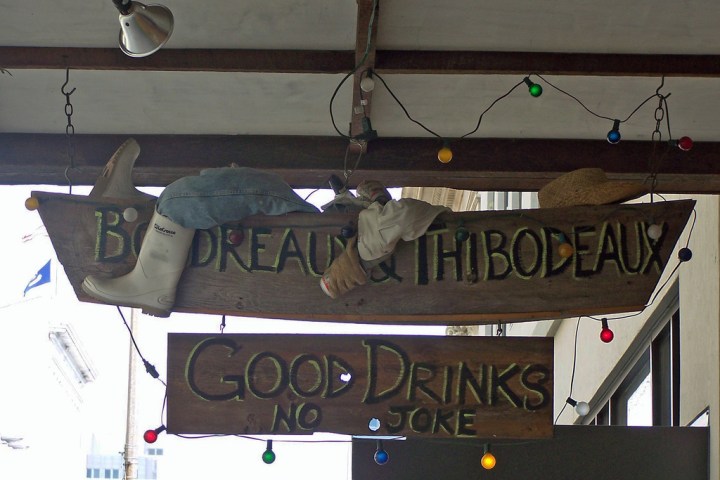 BOUDREAUX & THIBODEAUX
GOOD DRINKS
NO JOKE